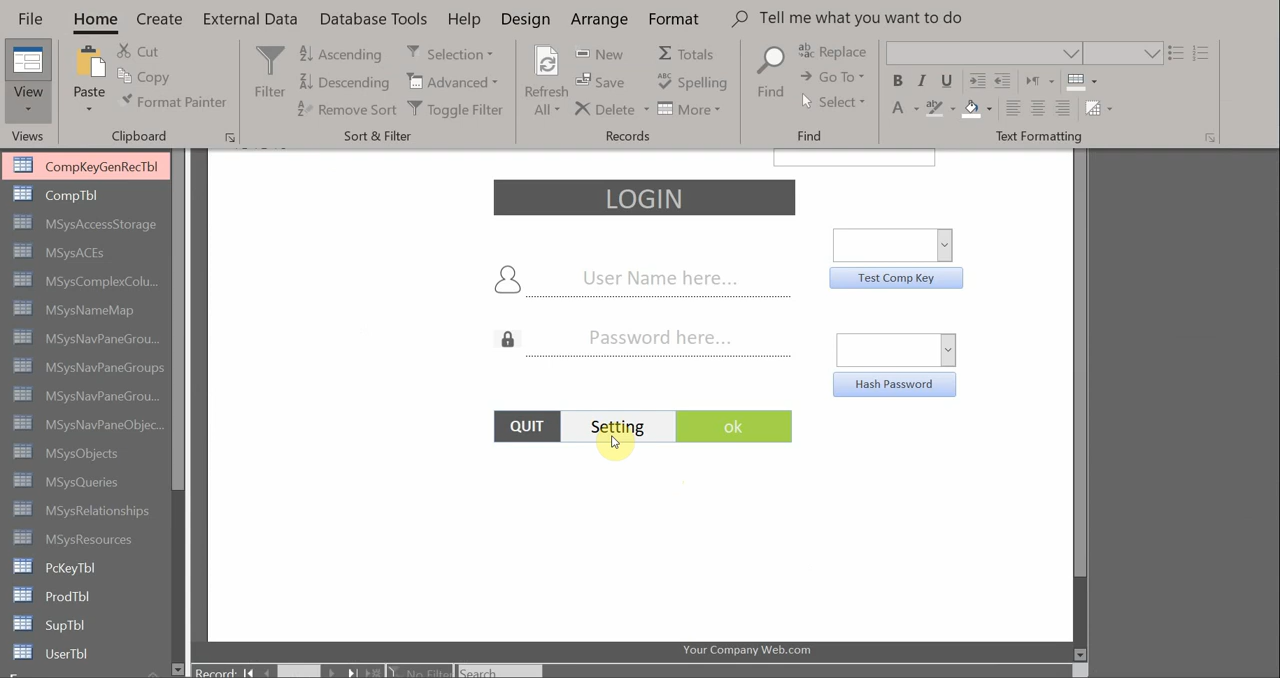 File Home Create External Data Database Tools Help Design Arrange Format Tell me what you want to do
View
Views
Paste
Cut
Copy
Format Painter
Clipboard
Filter
Ascending
Descending
Remove Sort
Selection
Advanced
Toggle Filter
Sort & Filter
Refresh
All
New
Save
Delete
Totals
Spelling
More
Records
Find
Replace
Go To
Select
Find
B I U
A
Text Formatting
CompKeyGenRecTbl
CompTbl
MSysAccessStorage
MSysACEs
MSysComplexColu...
MSysNameMap
MSysNavPaneGrou...
MSysNavPaneGroups
MSysNavPaneGrou...
MSysNavPaneObjec...
MSysObjects
MSysQueries
MSysRelationships
MSysResources
PcKeyTbl
ProdTbl
SupTbl
UserTbl
LOGIN
User Name here...
Test Comp Key
Password here...
Hash Password
QUIT Setting ok
Your Company Web.com
Record: No Filter Search